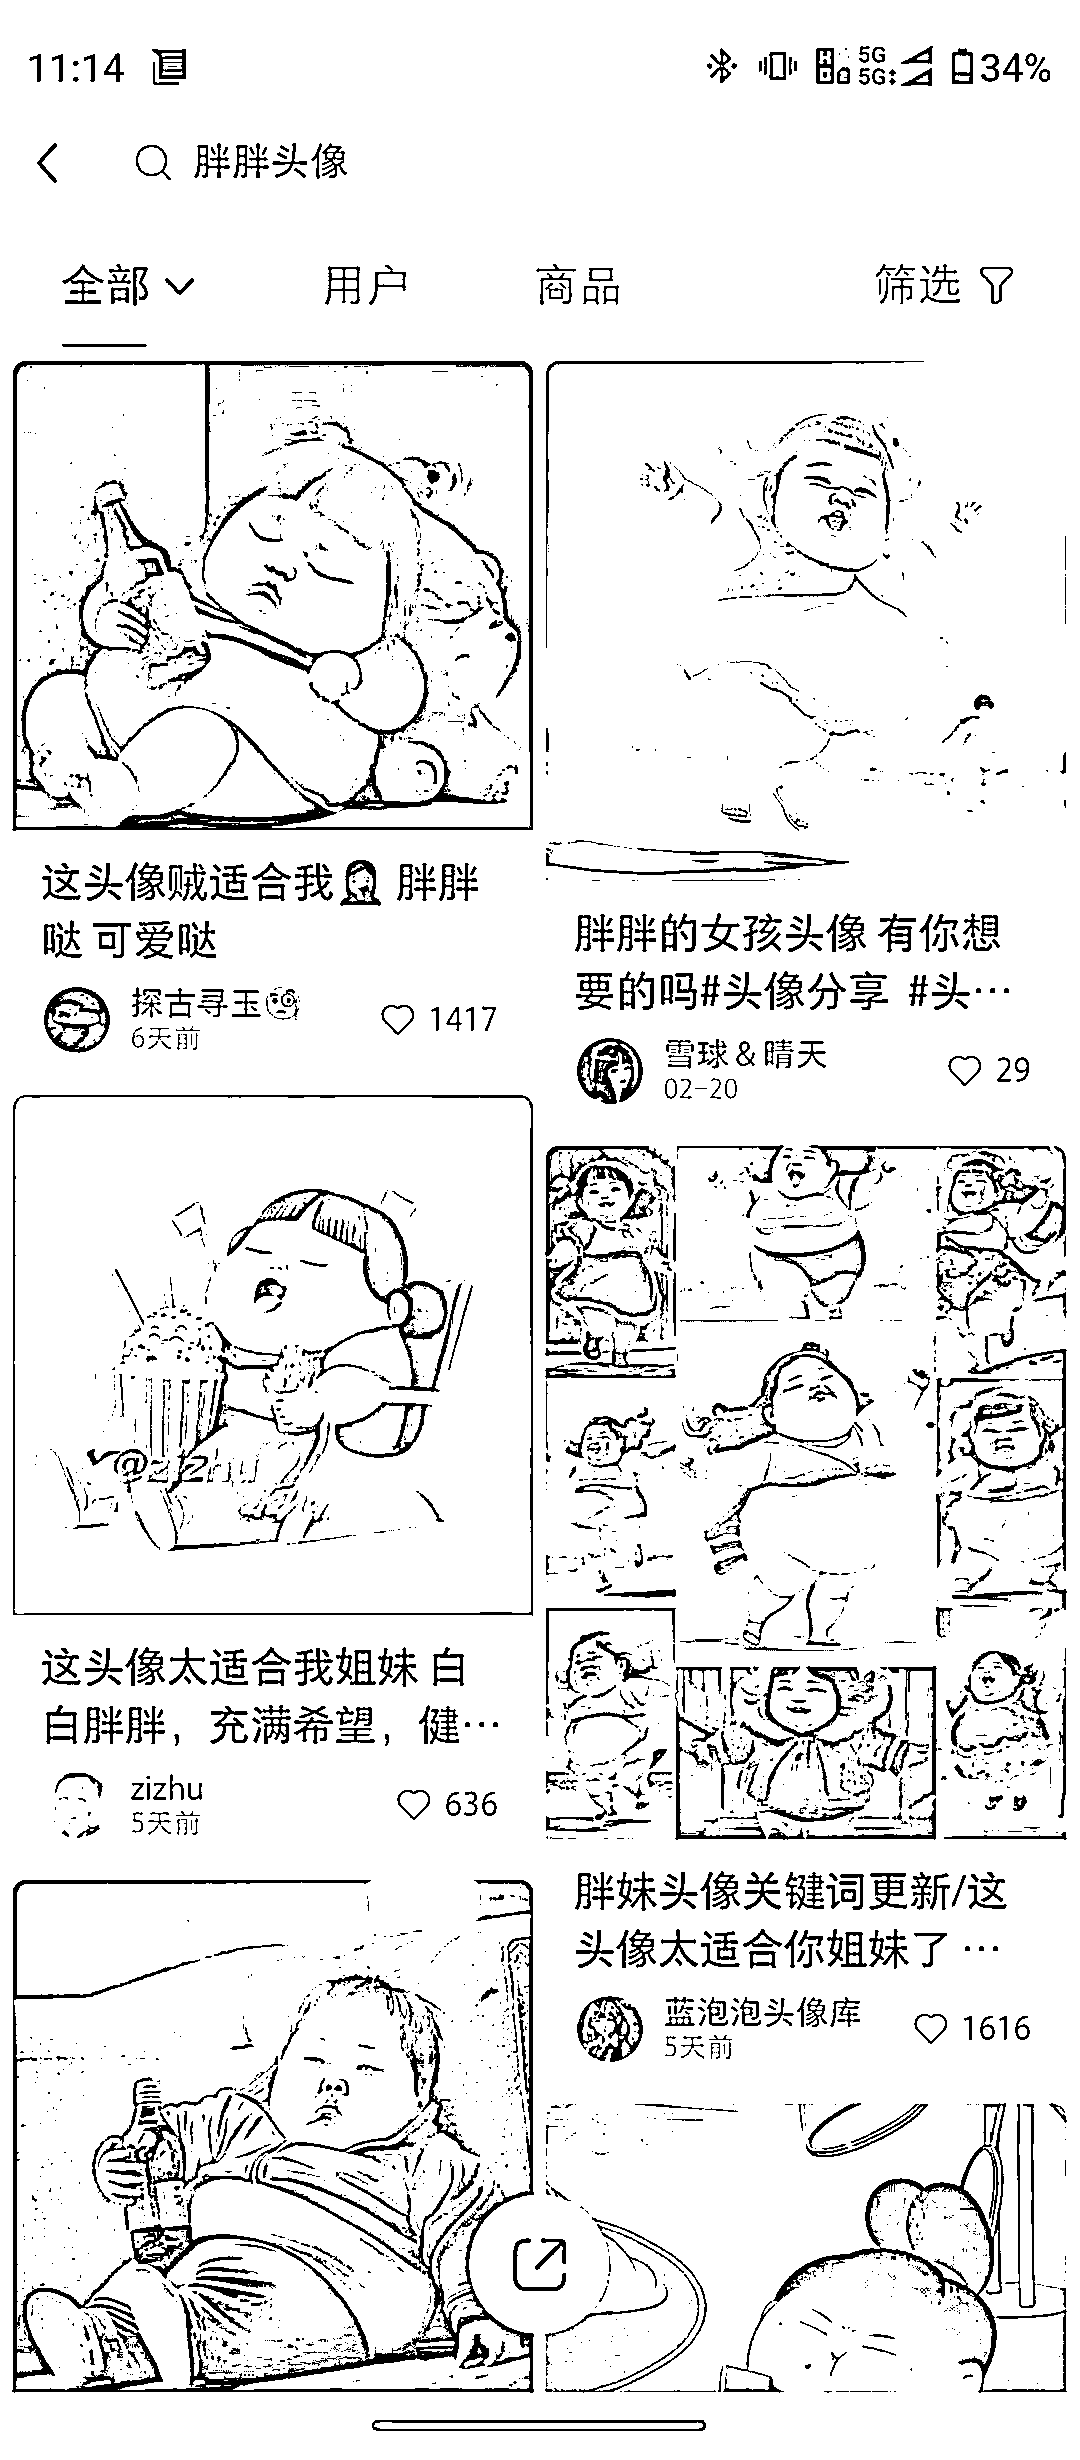 11:14
5G
5G
34%
胖胖头像
全部
用户
商品
筛选
这头像贼适合我 胖胖
哒 可爱哒
探古寻玉
6天前
1417
胖胖的女孩头像 有你想
要的吗#头像分享 #头…
雪球＆晴天
02-20
29
@zizhu
这头像太适合我姐妹 白
白胖胖，充满希望，健…
zizhu
5天前
636
胖妹头像关键词更新/这
头像太适合你姐妹了 …
蓝泡泡头像库
5天前
1616